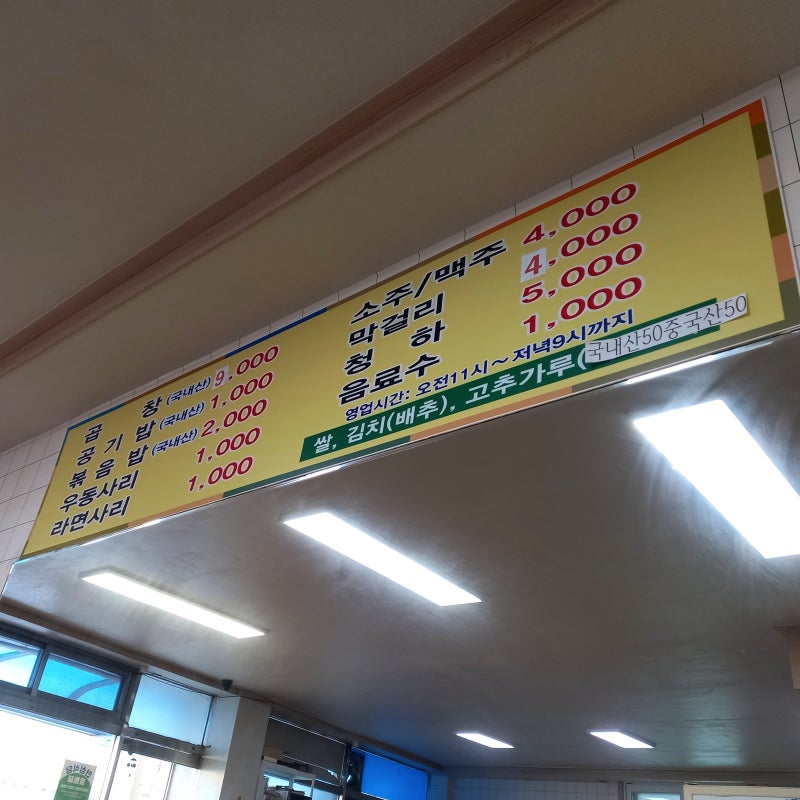 곱 창 (국내산) 9,000
공 기 밥 (국내산) 1,000
볶 음 밥 (국내산) 2,000
우동사리 1,000
라면사리 1,000
소주/맥주 4,000
막걸리 4,000
청 하 5,000
음료수 1,000
영업시간: 오전11시~저녁9시까지
쌀, 김치(배추), 고추가루(국내산50중국산50
안심식당